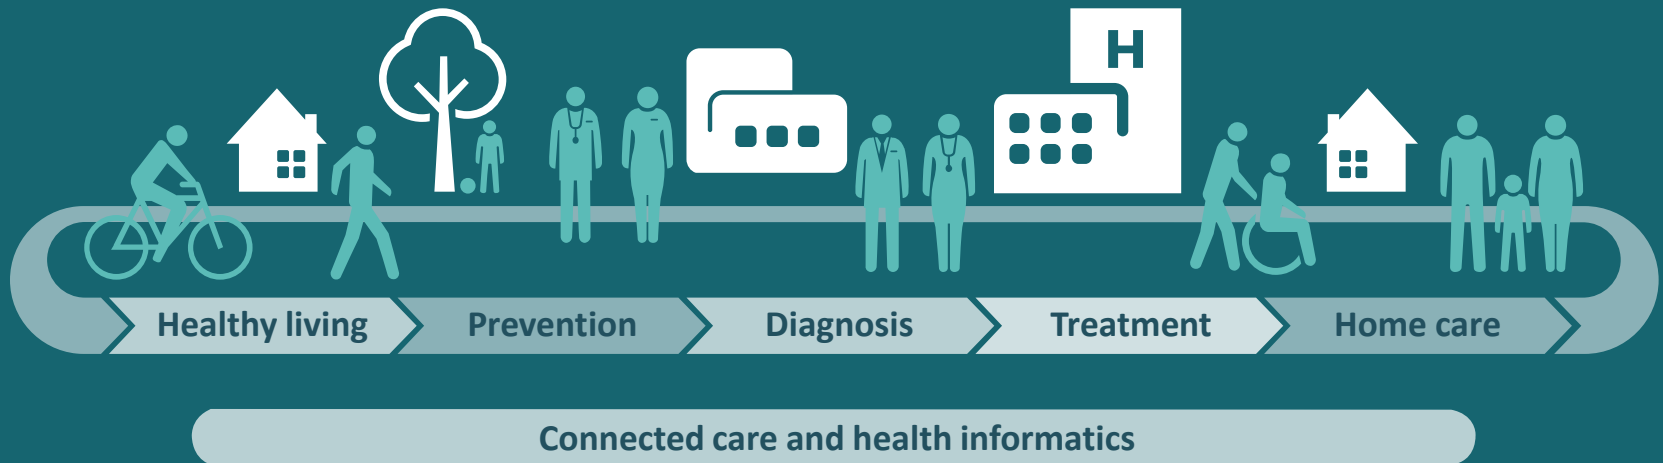 H
Healthy living
Prevention
Diagnosis
Treatment
Home care
Connected care and health informatics